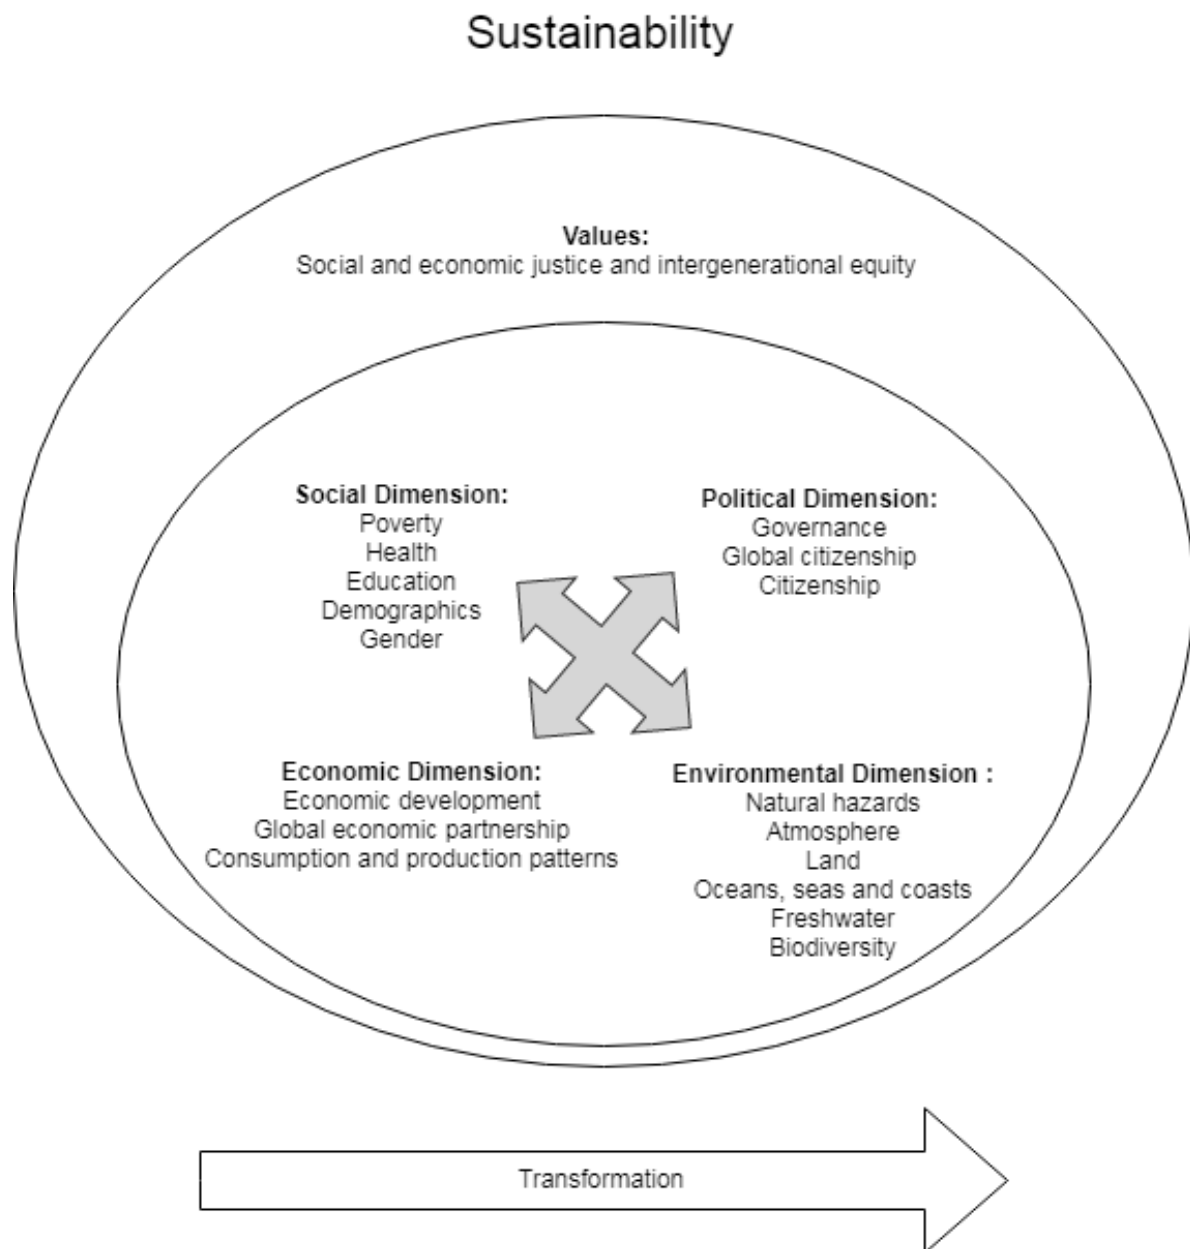 Sustainability
Values:
Social and economic justice and intergenerational equity
Social Dimension:
Poverty
Health
Education
Demographics
Gender
Political Dimension:
Governance
Global citizenship
Citizenship
Economic Dimension:
Economic development
Global economic partnership
Consumption and production patterns
Environmental Dimension :
Natural hazards
Atmosphere
Land
Oceans, seas and coasts
Freshwater
Biodiversity
Transformation